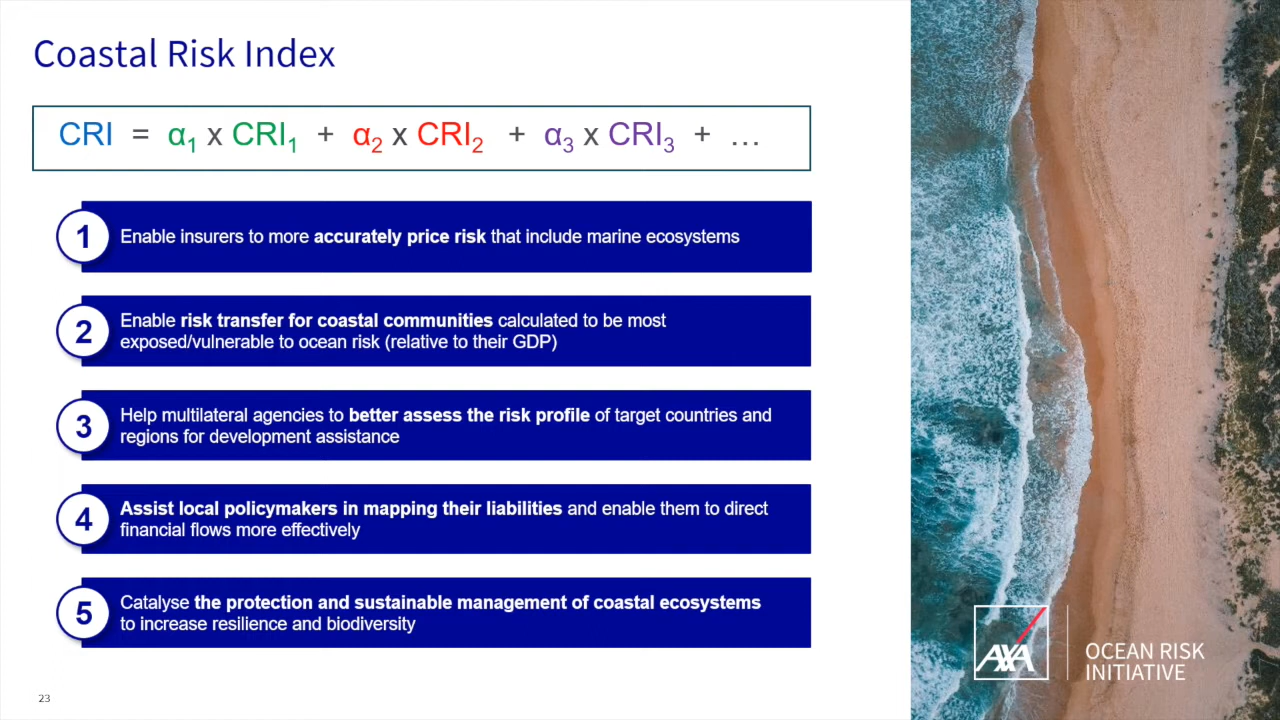 Coastal Risk Index
CRI = α₁ x CRI₁ + α₂ x CRI₂ + α₃ x CRI₃ + …
1 Enable insurers to more accurately price risk that include marine ecosystems
2 Enable risk transfer for coastal communities calculated to be most
exposed/vulnerable to ocean risk (relative to their GDP)
3 Help multilateral agencies to better assess the risk profile of target countries and
regions for development assistance
4 Assist local policymakers in mapping their liabilities and enable them to direct
financial flows more effectively
5 Catalyse the protection and sustainable management of coastal ecosystems
to increase resilience and biodiversity
AXA
OCEAN RISK
INITIATIVE
23